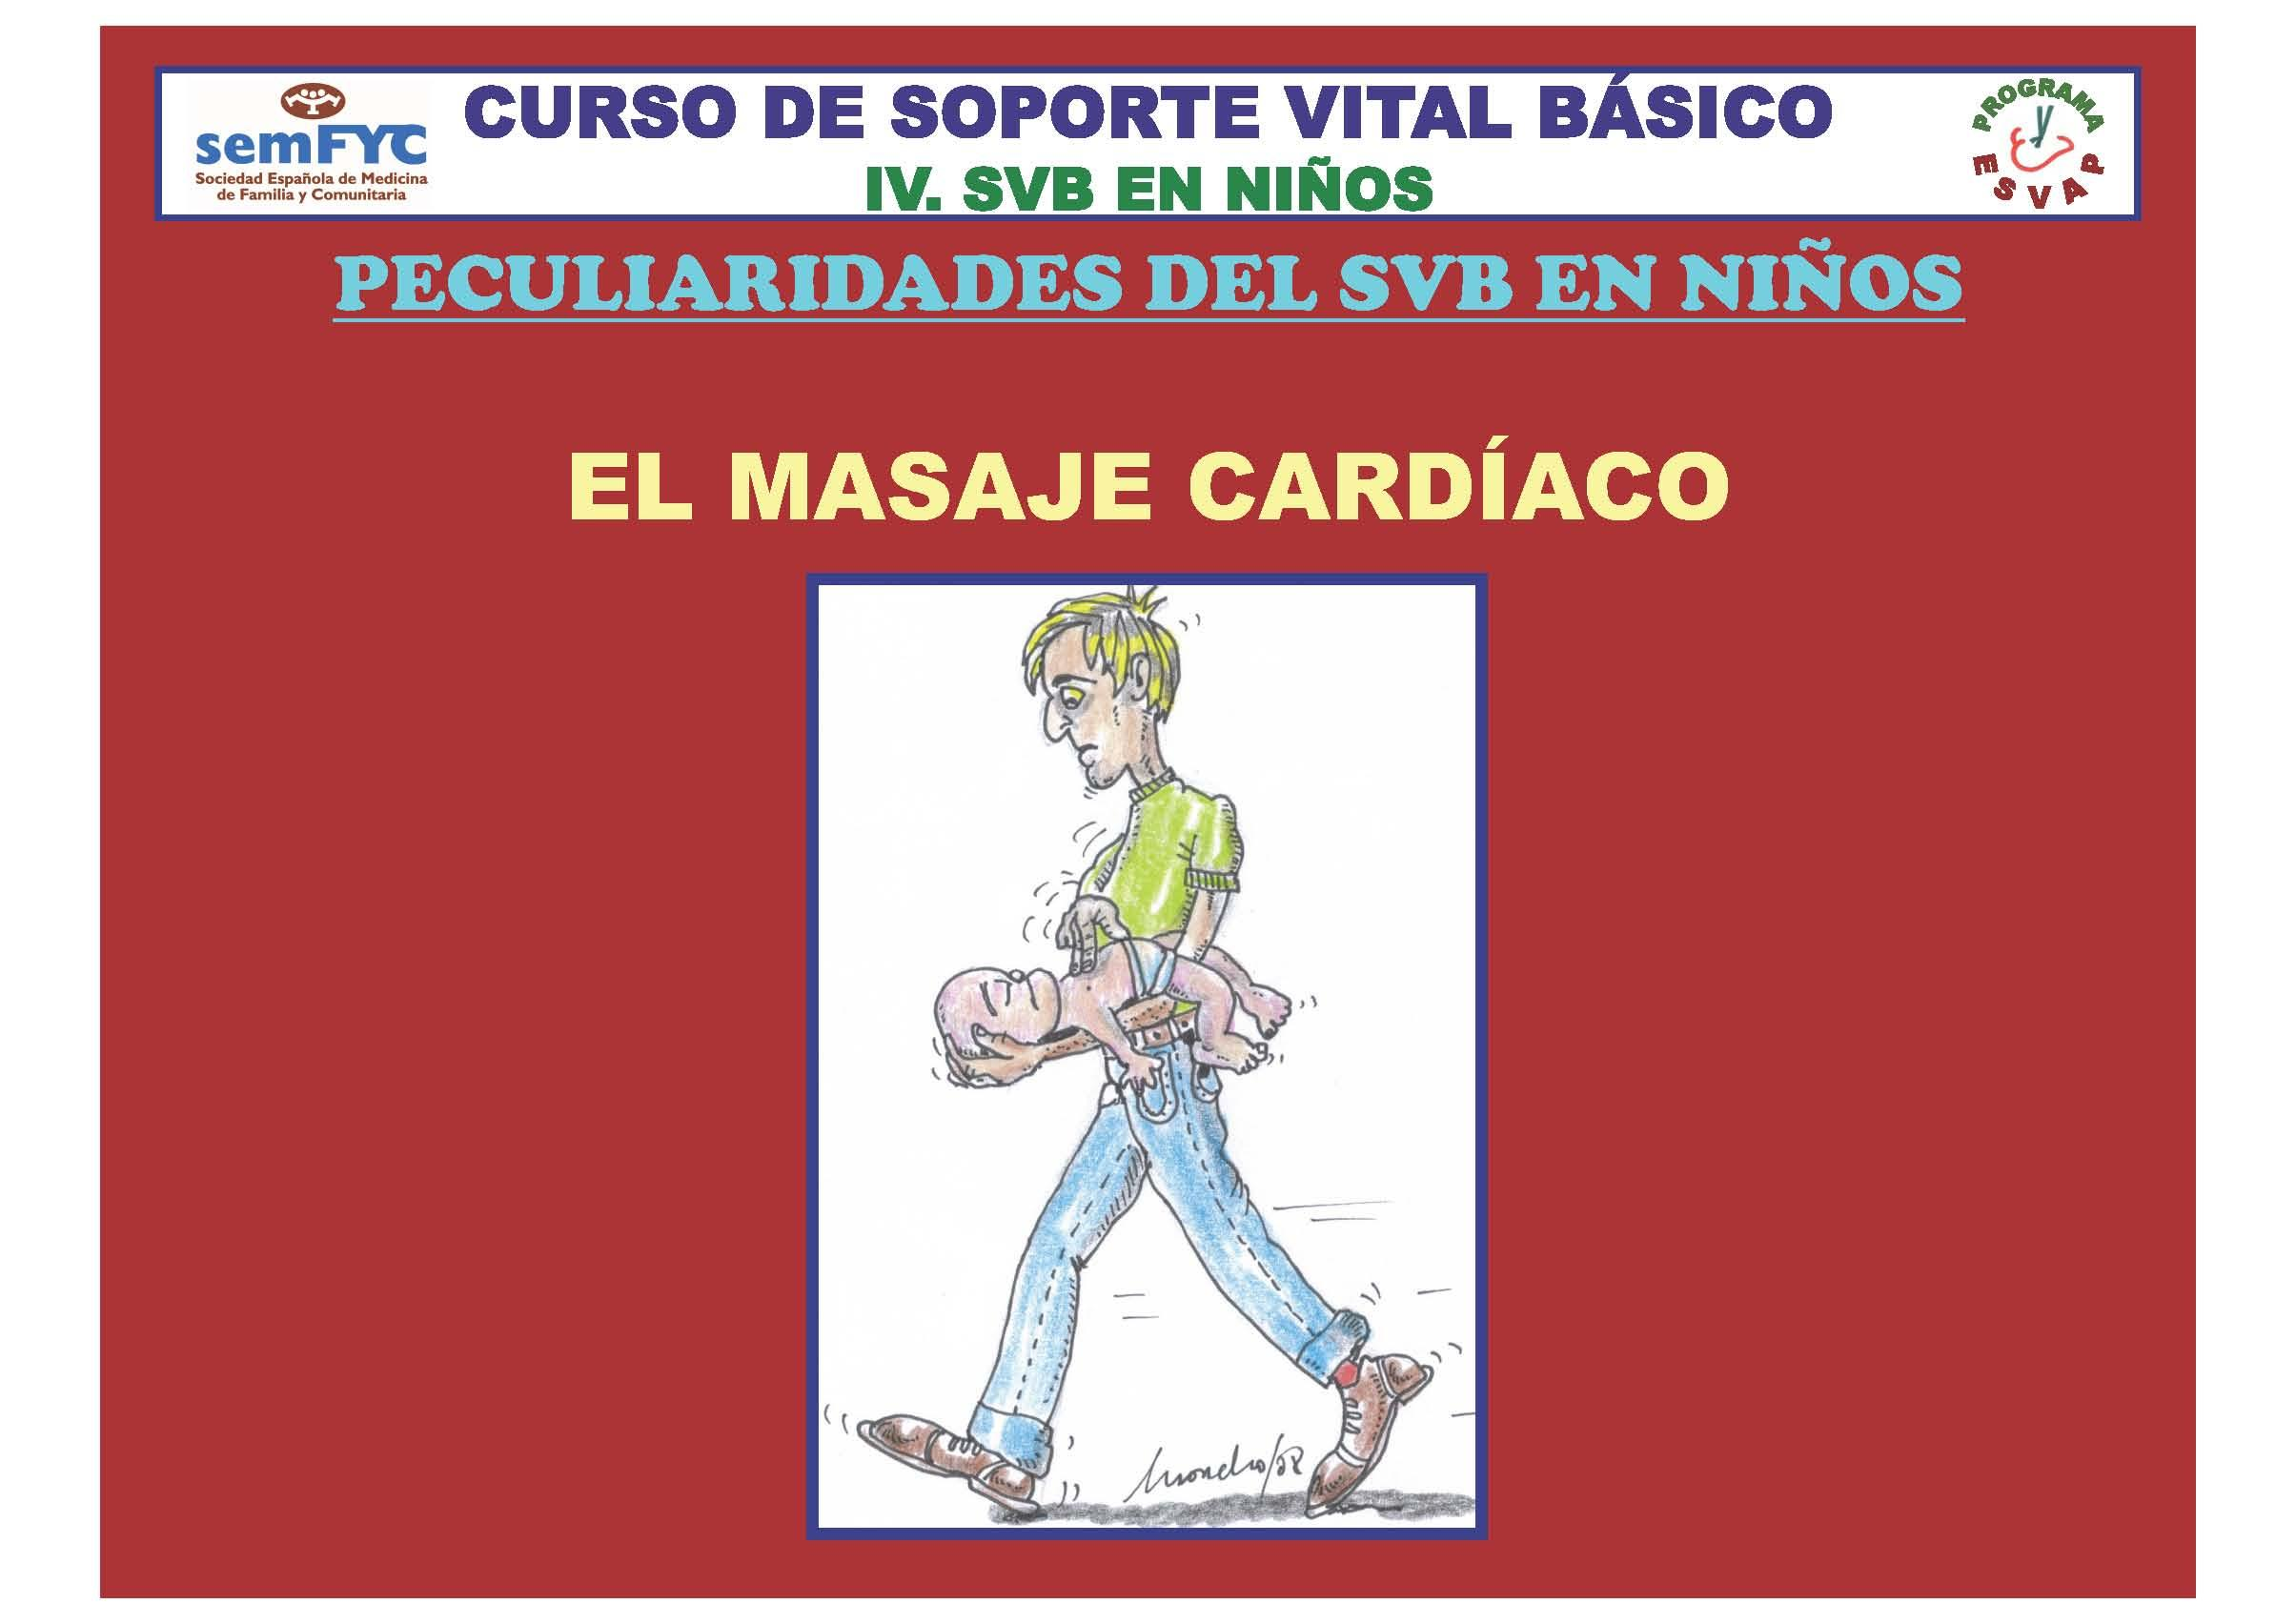 semFYC
Sociedad Española de Medicina
de Familia y Comunitaria
CURSO DE SOPORTE VITAL BÁSICO
IV. SVB EN NIÑOS
PROGRAMA
ESVAP
PECULIARIDADES DEL SVB EN NIÑOS
EL MASAJE CARDÍACO